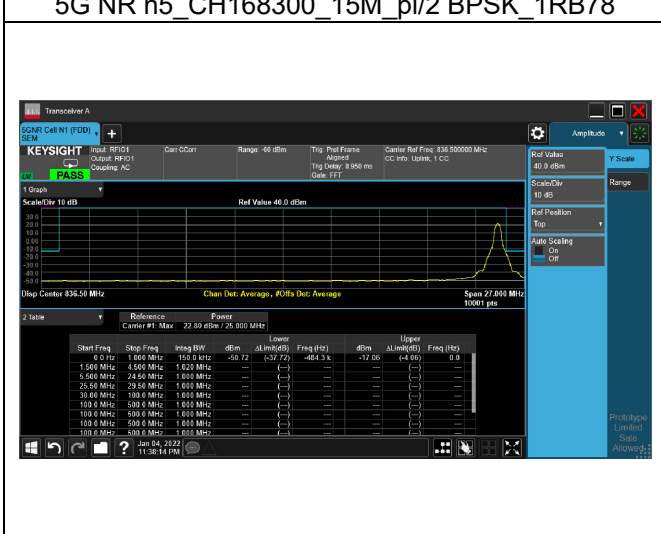 5G NR n5_CH168300_15M_pi/2 BPSK_1RB78
Transceiver A
5GNR Cell N1 (FDD)
SEM
+
Amplitude
KEYSIGHT
LW
PASS
Input: RFIO1
Output: RFIO1
Coupling: AC
Corr CCorr
Range: -60 dBm
Trig: Pret Frame
Aligned
Trig Delay: 8.950 ms
Gate: FFT
Carrier Ref Freq: 836.500000 MHz
CC Info: Uplink, 1 CC
Ref Value
40.0 dBm
Y Scale
Scale/Div
10 dB
Range
Ref Position
Top
Auto Scaling
On
Off
1 Graph
Scale/Div 10 dB
Ref Value 40.0 dBm
30.0
20.0
10.0
0.00
-10.0
-20.0
-30.0
-40.0
-50.0
Disp Center 836.50 MHz
Chan Det: Average, #Offs Det: Average
Span 27.000 MHz
10001 pts
2 Table
Reference Power
Carrier #1: Max 22.80 dBm / 25.000 MHz
Lower Upper
Start Freq Stop Freq Integ BW dBm ΔLimit(dB) Freq (Hz) dBm ΔLimit(dB) Freq (Hz)
0.0 Hz 1.000 MHz 150.0 kHz -50.72 (-37.72) -484.3 k -17.06 (-4.06) 0.0
1.500 MHz 4.500 MHz 1.020 MHz --- (---) --- --- (---) ---
5.500 MHz 24.50 MHz 1.000 MHz --- (---) --- --- (---) ---
25.50 MHz 29.50 MHz 1.000 MHz --- (---) --- --- (---) ---
30.00 MHz 100.0 MHz 1.000 MHz --- (---) --- --- (---) ---
100.0 MHz 500.0 MHz 1.000 MHz --- (---) --- --- (---) ---
100.0 MHz 500.0 MHz 1.000 MHz --- (---) --- --- (---) ---
100.0 MHz 500.0 MHz 1.000 MHz --- (---) --- --- (---) ---
100.0 MHz 500.0 MHz 1.000 MHz --- (---) --- --- (---) ---
Prototype
Limited
Sale
Allowed
? Jan 04, 2022
11:38:14 PM